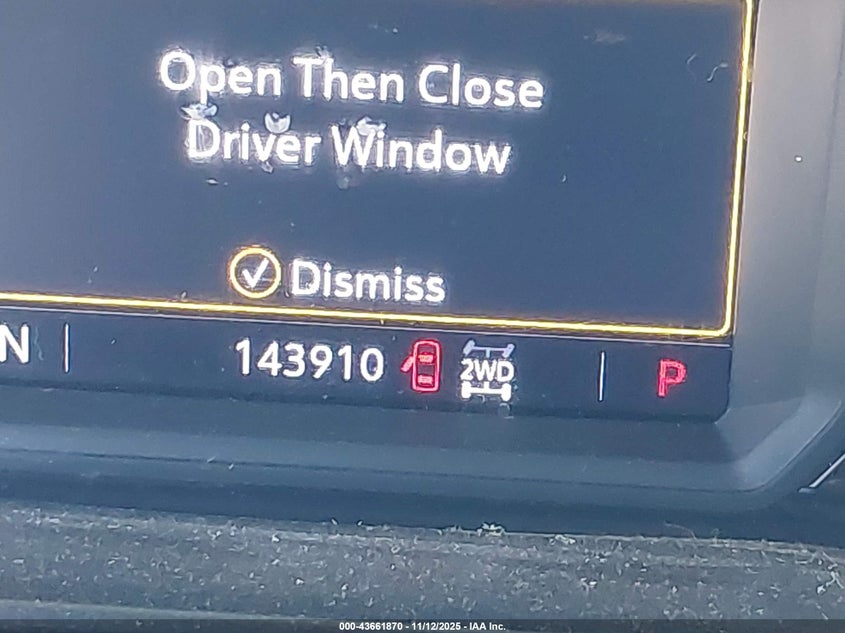 Open Then Close
Driver Window
Dismiss
N
143910 2WD P
000-43661870 - 11/12/2025 - IAA Inc.